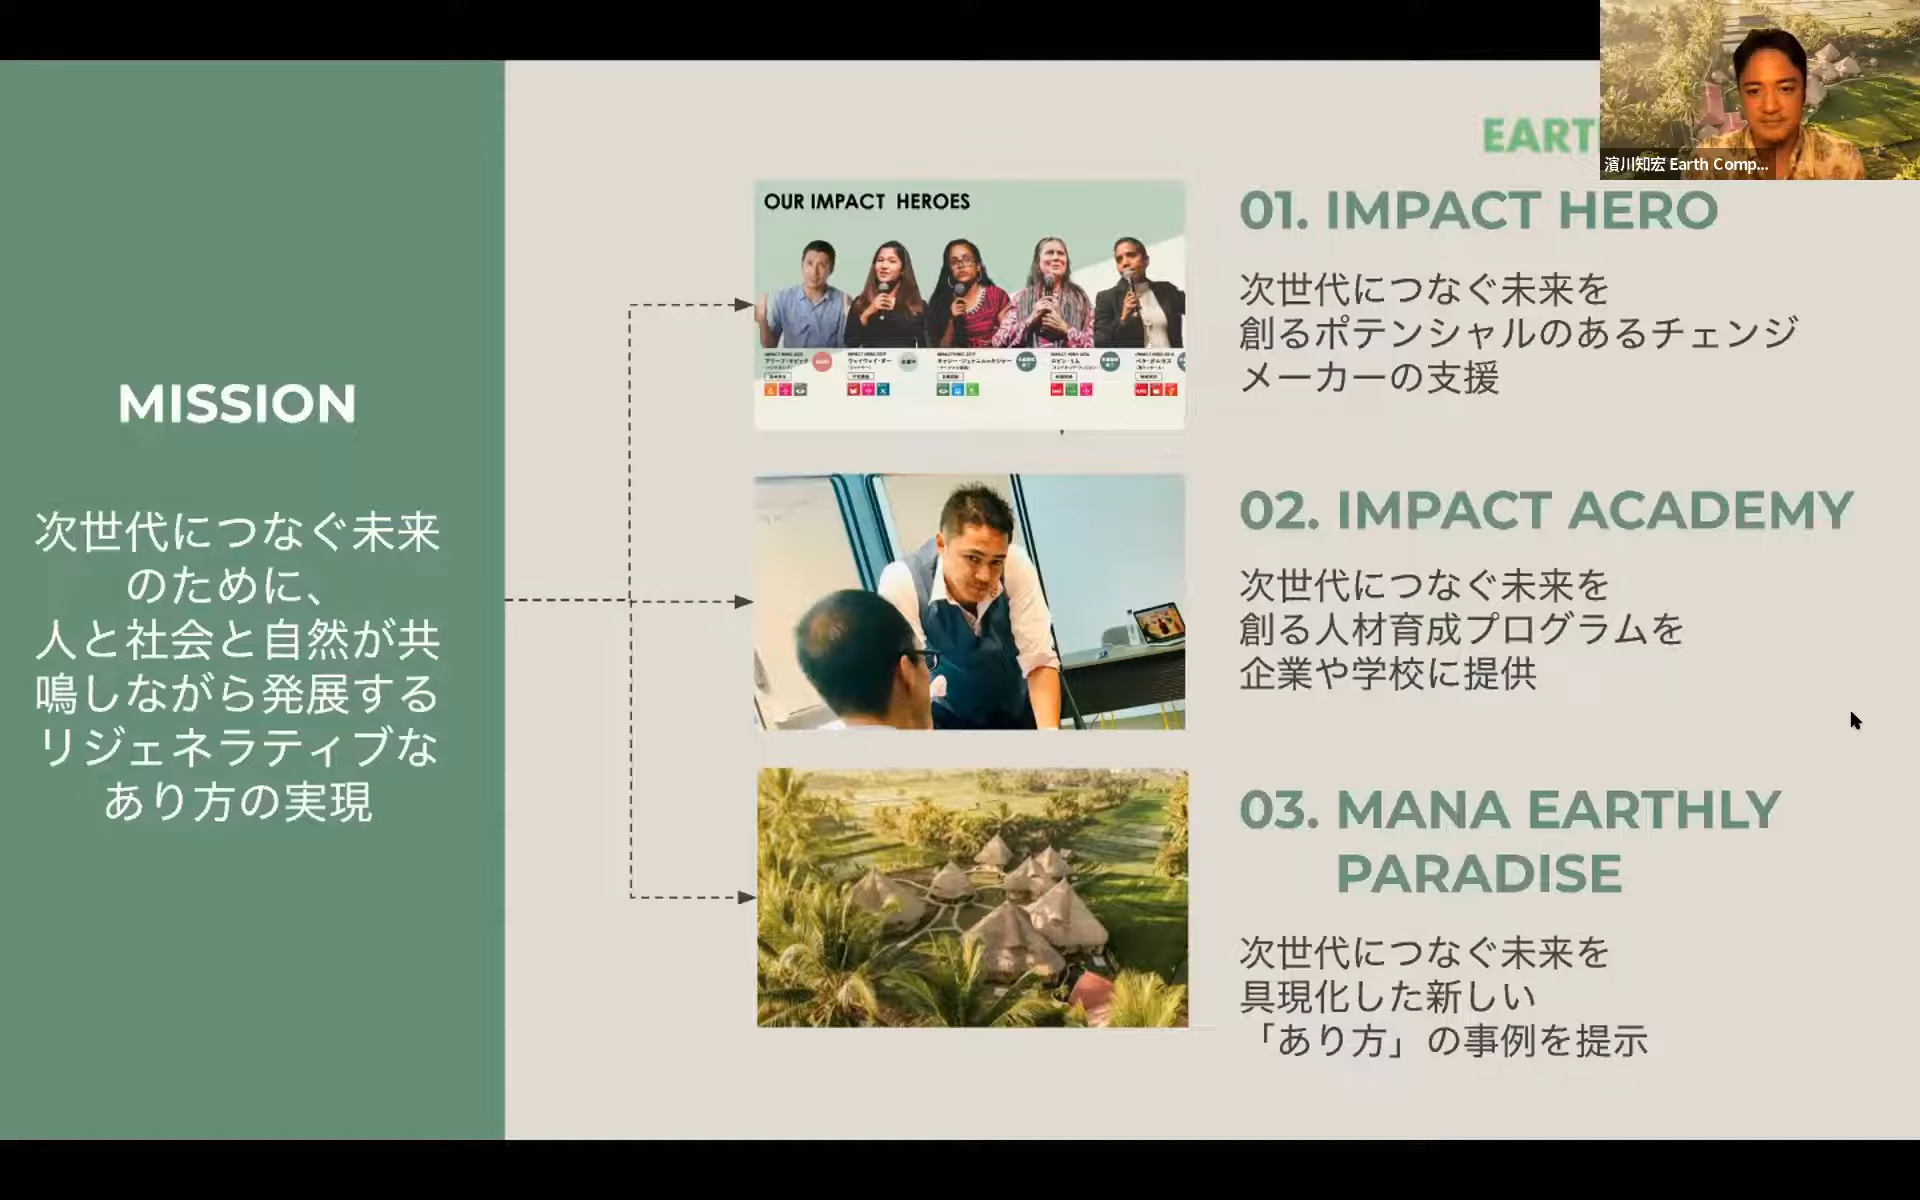 MISSION
次世代につなぐ未来
のために、
人と社会と自然が共
鳴しながら発展する
リジェネラティブな
あり方の実現
OUR IMPACT HEROES
EART
濱川知宏 Earth Comp...
01. IMPACT HERO
次世代につなぐ未来を
創るポテンシャルのあるチェンジ
メーカーの支援
02. IMPACT ACADEMY
次世代につなぐ未来を
創る人材育成プログラムを
企業や学校に提供
03. MANA EARTHLY
PARADISE
次世代につなぐ未来を
具現化した新しい
「あり方」の事例を提示